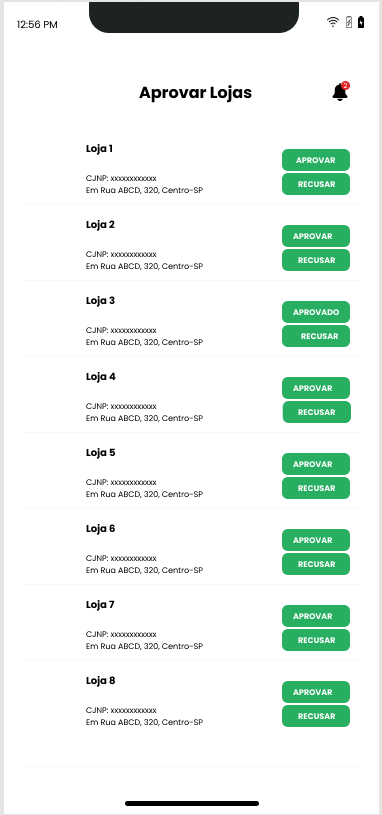 12:56 PM
Aprovar Lojas
2
Loja 1
CJNP: xxxxxxxxxxxx
Em Rua ABCD, 320, Centro-SP
APROVAR
RECUSAR
Loja 2
CJNP: xxxxxxxxxxxx
Em Rua ABCD, 320, Centro-SP
APROVAR
RECUSAR
Loja 3
CJNP: xxxxxxxxxxxx
Em Rua ABCD, 320, Centro-SP
APROVADO
RECUSAR
Loja 4
CJNP: xxxxxxxxxxxx
Em Rua ABCD, 320, Centro-SP
APROVAR
RECUSAR
Loja 5
CJNP: xxxxxxxxxxxx
Em Rua ABCD, 320, Centro-SP
APROVAR
RECUSAR
Loja 6
CJNP: xxxxxxxxxxxx
Em Rua ABCD, 320, Centro-SP
APROVAR
RECUSAR
Loja 7
CJNP: xxxxxxxxxxxx
Em Rua ABCD, 320, Centro-SP
APROVAR
RECUSAR
Loja 8
CJNP: xxxxxxxxxxxx
Em Rua ABCD, 320, Centro-SP
APROVAR
RECUSAR